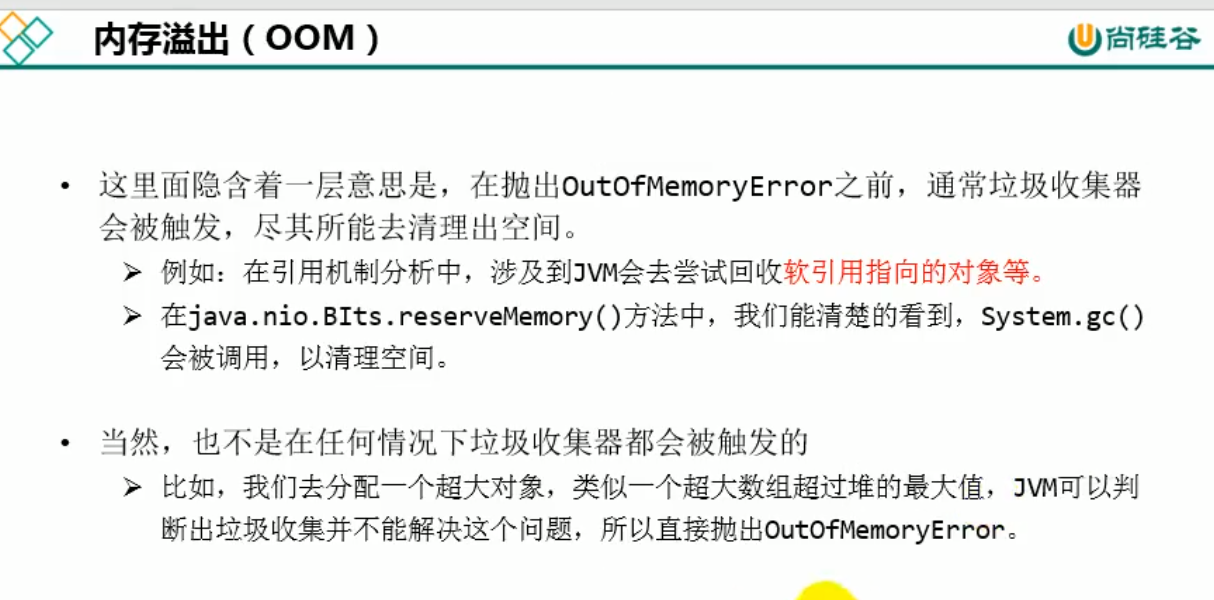 内存溢出（OOM）
尚硅谷
• 这里面隐含着一层意思是，在抛出OutOfMemoryError之前，通常垃圾收集器
会被触发，尽其所能去清理出空间。
➢ 例如：在引用机制分析中，涉及到JVM会去尝试回收软引用指向的对象等。
➢ 在java.nio.BIts.reserveMemory()方法中，我们能清楚的看到，System.gc()
会被调用，以清理空间。
• 当然，也不是在任何情况下垃圾收集器都会被触发的
➢ 比如，我们去分配一个超大对象，类似一个超大数组超过堆的最大值，JVM可以判
断出垃圾收集并不能解决这个问题，所以直接抛出OutOfMemoryError。